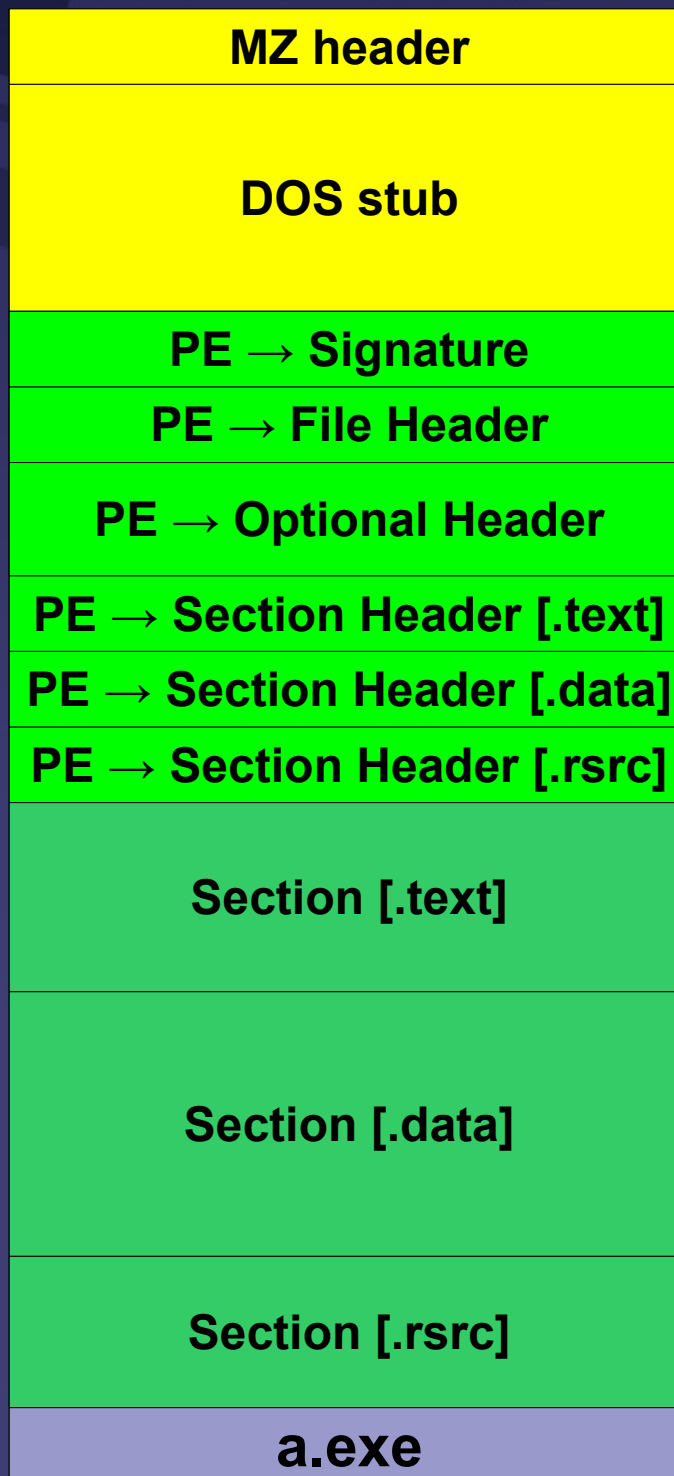 MZ header
DOS stub
PE → Signature
PE → File Header
PE → Optional Header
PE → Section Header [.text]
PE → Section Header [.data]
PE → Section Header [.rsrc]
Section [.text]
Section [.data]
Section [.rsrc]
a.exe